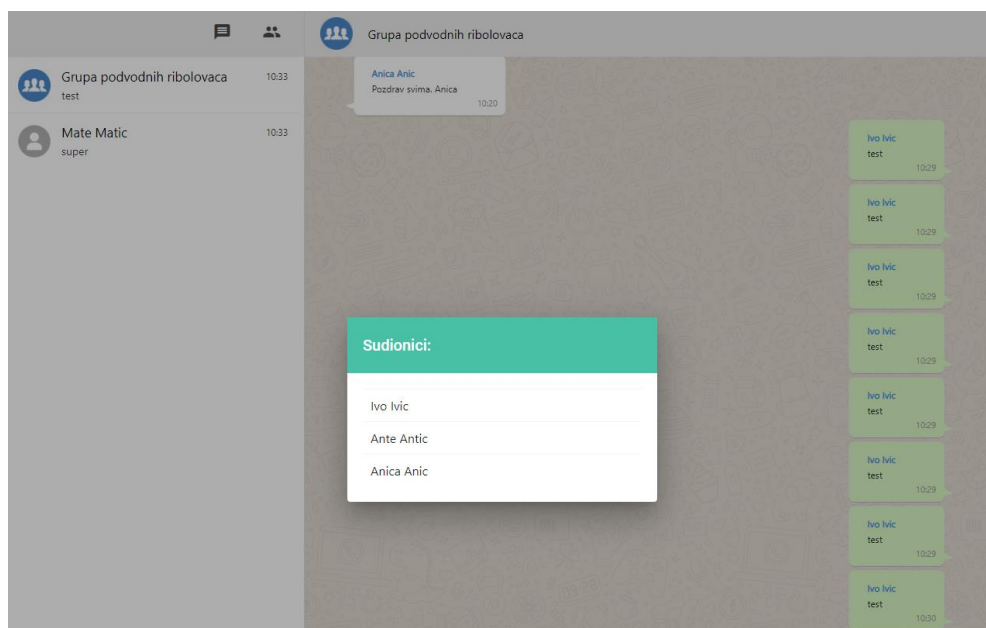 Grupa podvodnih ribolovaca
10:33
test
Mate Matic
10:33
super
Grupa podvodnih ribolovaca
Anica Anic
Pozdrav svima. Anica
10:20
Ivo Ivic
test
10:29
Ivo Ivic
test
10:29
Ivo Ivic
test
10:29
Ivo Ivic
test
10:29
Ivo Ivic
test
10:29
Ivo Ivic
test
10:29
Ivo Ivic
test
10:29
Ivo Ivic
test
10:30
Sudionici:
Ivo Ivic
Ante Antic
Anica Anic